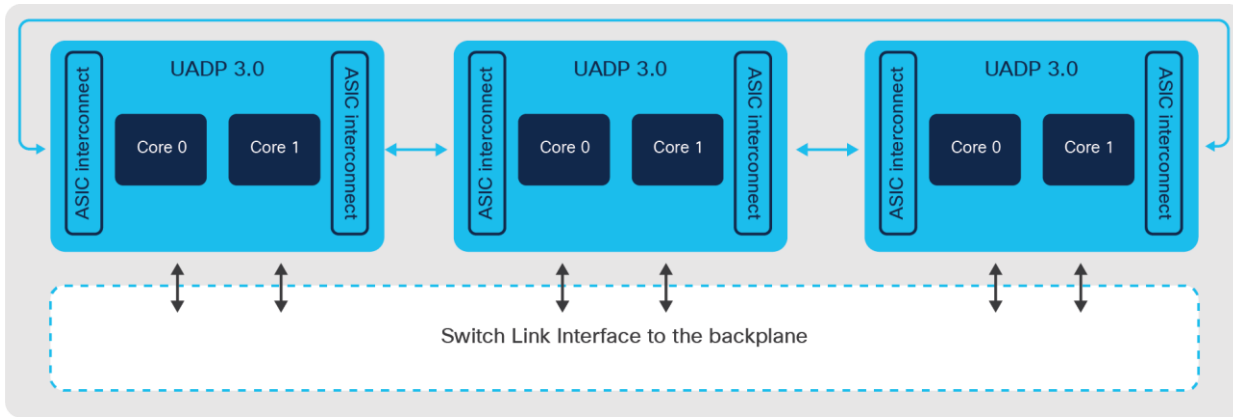 UADP 3.0
ASIC interconnect
Core 0
Core 1
ASIC interconnect
UADP 3.0
ASIC interconnect
Core 0
Core 1
ASIC interconnect
UADP 3.0
ASIC interconnect
Core 0
Core 1
ASIC interconnect
Switch Link Interface to the backplane